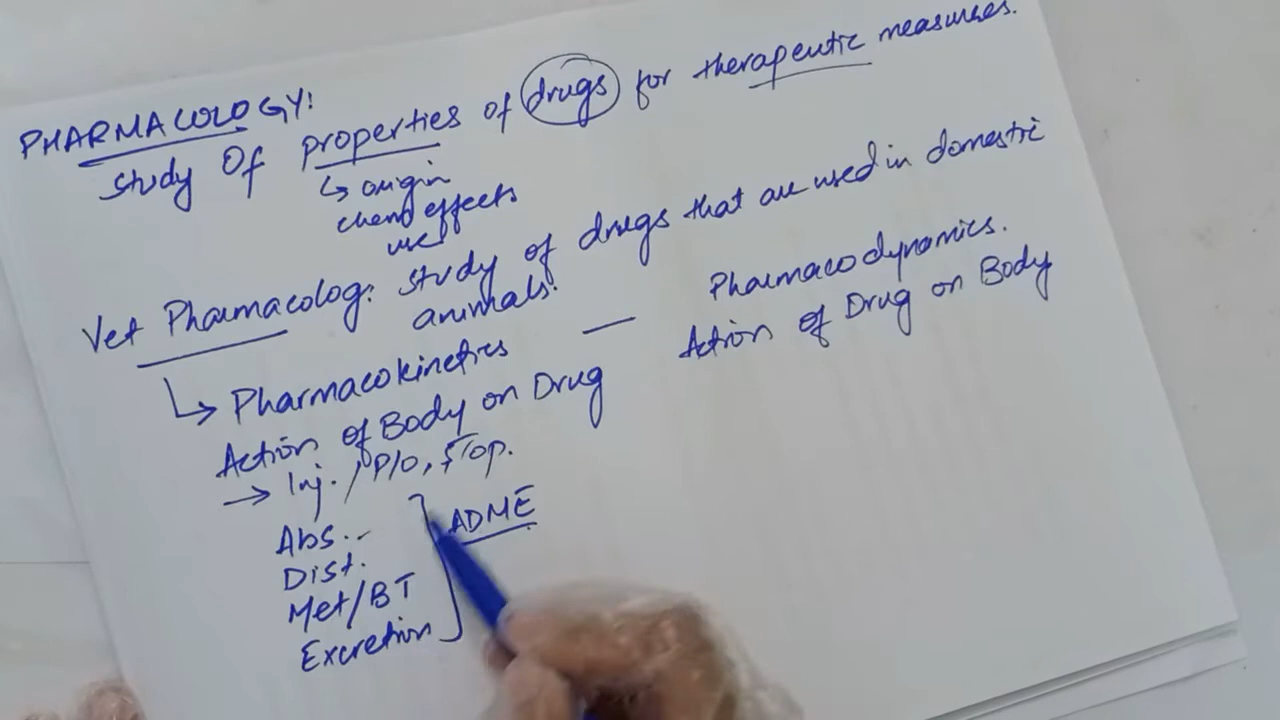 PHARMACOLOGY:
Study Of properties of drugs for therapeutic measures.
↳ origin
chem effects
use
Vet Pharmacolog: study of drugs that are used in domestic
animals.
↳ Pharmacokinetics — Pharmacodynamics.
Action of Body on Drug Action of Drug on Body
→ Inj. / P/O, Top.
Abs.
Dist.
Met/BT
Excretion
ADME